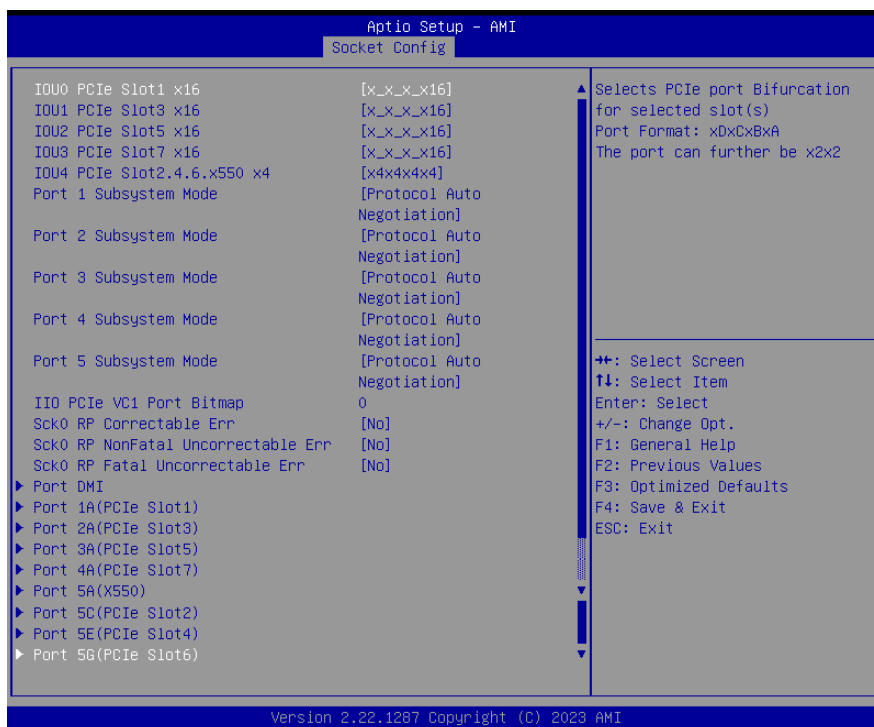 Aptio Setup – AMI
Socket Config
IOU0 PCIe Slot1 x16 [x_x_x_x16]
IOU1 PCIe Slot3 x16 [x_x_x_x16]
IOU2 PCIe Slot5 x16 [x_x_x_x16]
IOU3 PCIe Slot7 x16 [x_x_x_x16]
IOU4 PCIe Slot2.4.6.x550 x4 [x4x4x4x4]
Port 1 Subsystem Mode [Protocol Auto
Negotiation]
Port 2 Subsystem Mode [Protocol Auto
Negotiation]
Port 3 Subsystem Mode [Protocol Auto
Negotiation]
Port 4 Subsystem Mode [Protocol Auto
Negotiation]
Port 5 Subsystem Mode [Protocol Auto
Negotiation]
IIO PCIe VC1 Port Bitmap 0
Sck0 RP Correctable Err [No]
Sck0 RP NonFatal Uncorrectable Err [No]
Sck0 RP Fatal Uncorrectable Err [No]
Port DMI
Port 1A(PCIe Slot1)
Port 2A(PCIe Slot3)
Port 3A(PCIe Slot5)
Port 4A(PCIe Slot7)
Port 5A(X550)
Port 5C(PCIe Slot2)
Port 5E(PCIe Slot4)
Port 5G(PCIe Slot6)
Selects PCIe port Bifurcation
for selected slot(s)
Port Format: xDxCxBxA
The port can further be x2x2
→←: Select Screen
↑↓: Select Item
Enter: Select
+/-: Change Opt.
F1: General Help
F2: Previous Values
F3: Optimized Defaults
F4: Save & Exit
ESC: Exit
Version 2.22.1287 Copyright (C) 2023 AMI